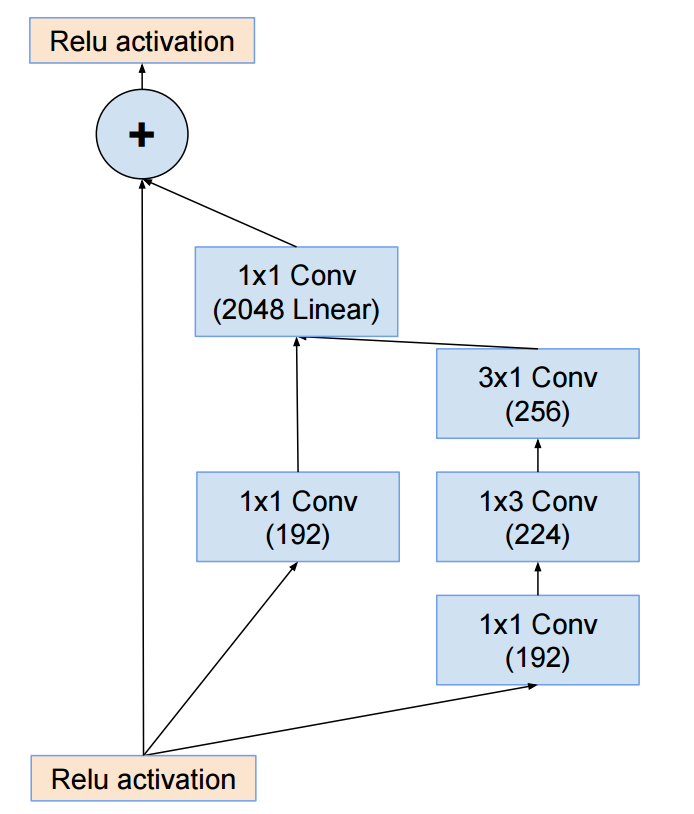 Relu activation
+
1x1 Conv
(2048 Linear)
3x1 Conv
(256)
1x1 Conv
(192)
1x3 Conv
(224)
1x1 Conv
(192)
Relu activation